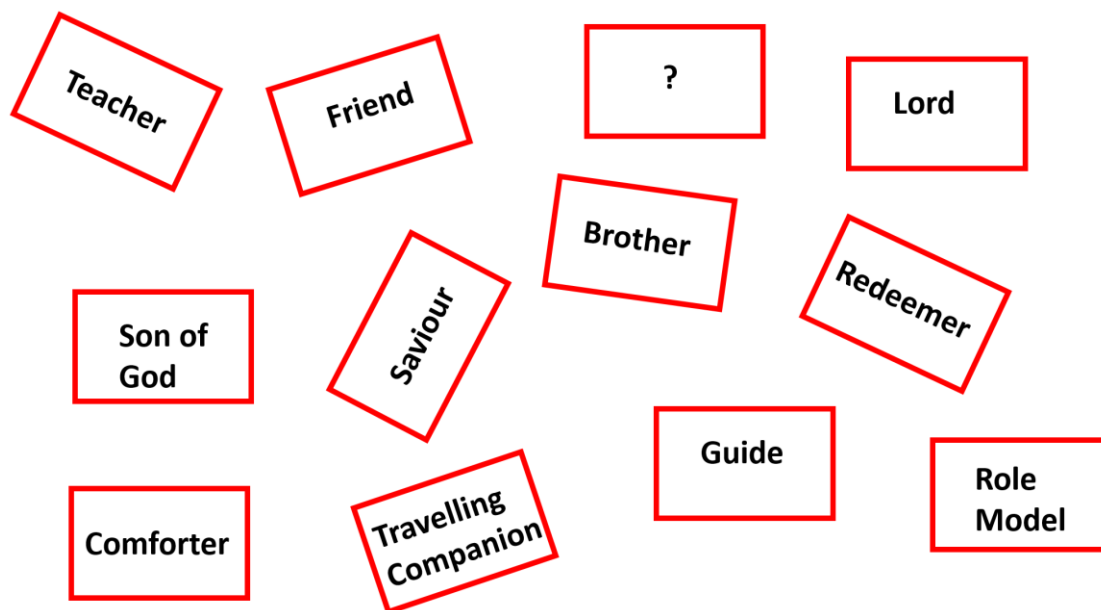 Teacher
Friend
?
Lord
Brother
Redeemer
Son of
God
Saviour
Guide
Role
Model
Comforter
Travelling
Companion